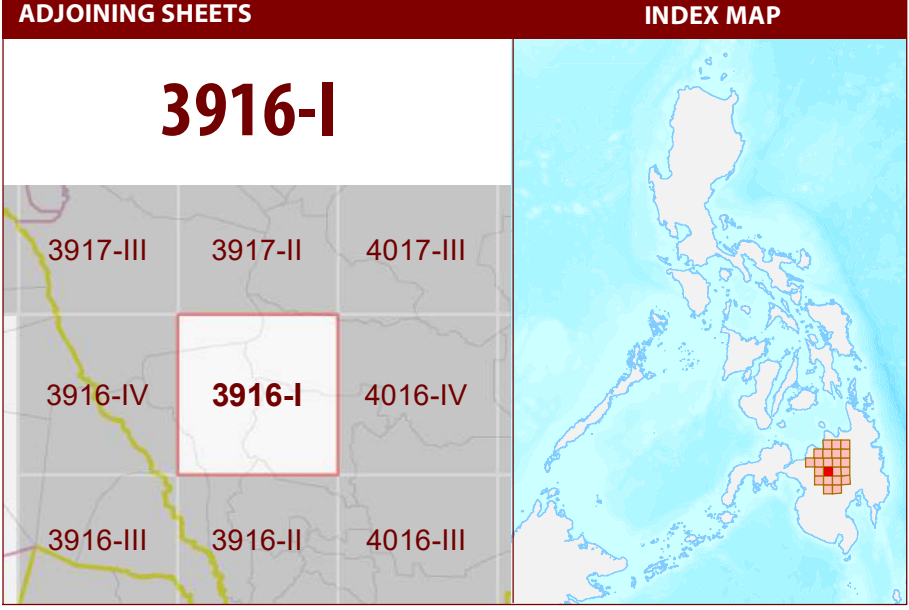 ADJOINING SHEETS
INDEX MAP
3916-I
3917-III 3917-II 4017-III
3916-IV 3916-I 4016-IV
3916-III 3916-II 4016-III